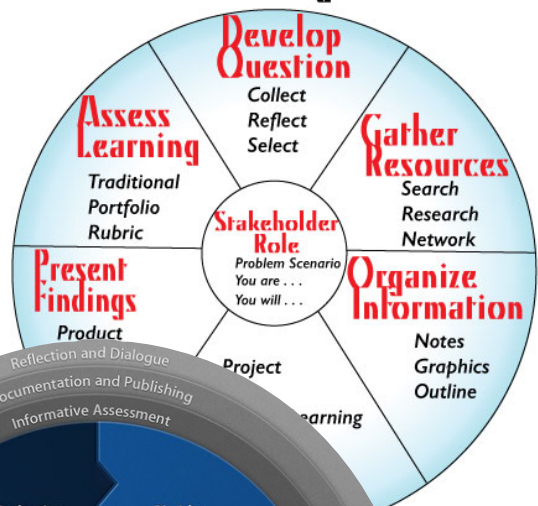 Develop
Question
Collect
Reflect
Select
Gather
Resources
Search
Research
Network
Organize
Information
Notes
Graphics
Outline
Project
Present
Findings
Product
Assess
Learning
Traditional
Portfolio
Rubric
Stakeholder
Role
Problem Scenario
You are . . .
You will . . .
Reflection and Dialogue
and Publishing
Informative Assessment